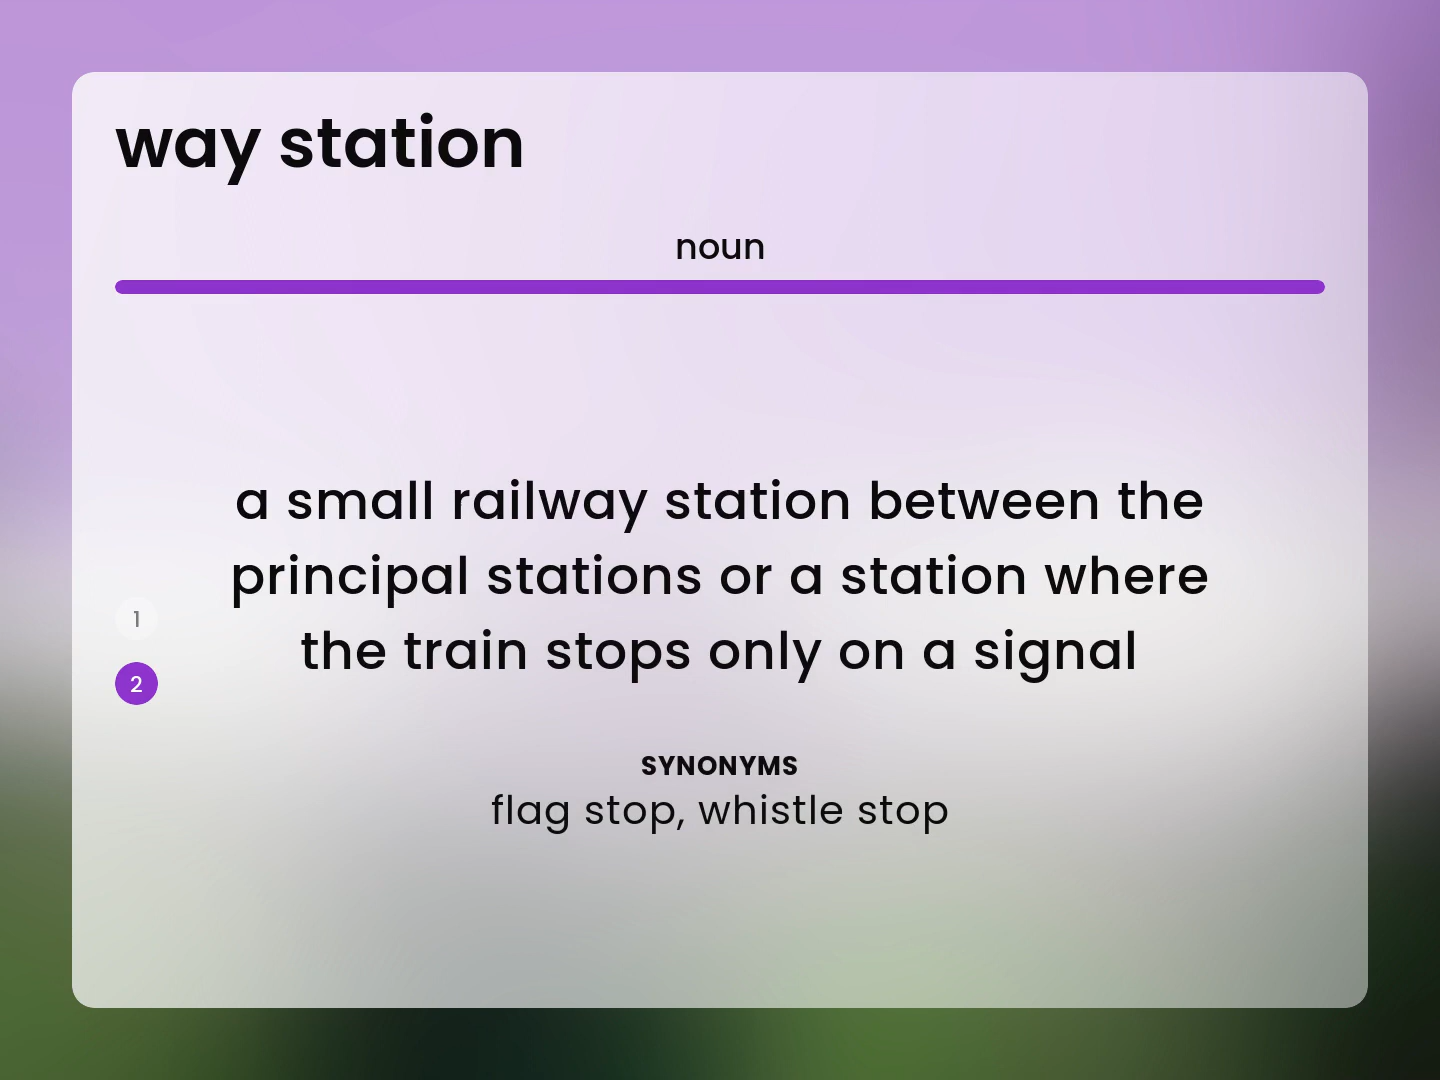 way station
noun
a small railway station between the
principal stations or a station where
the train stops only on a signal
1
2
SYNONYMS
flag stop, whistle stop